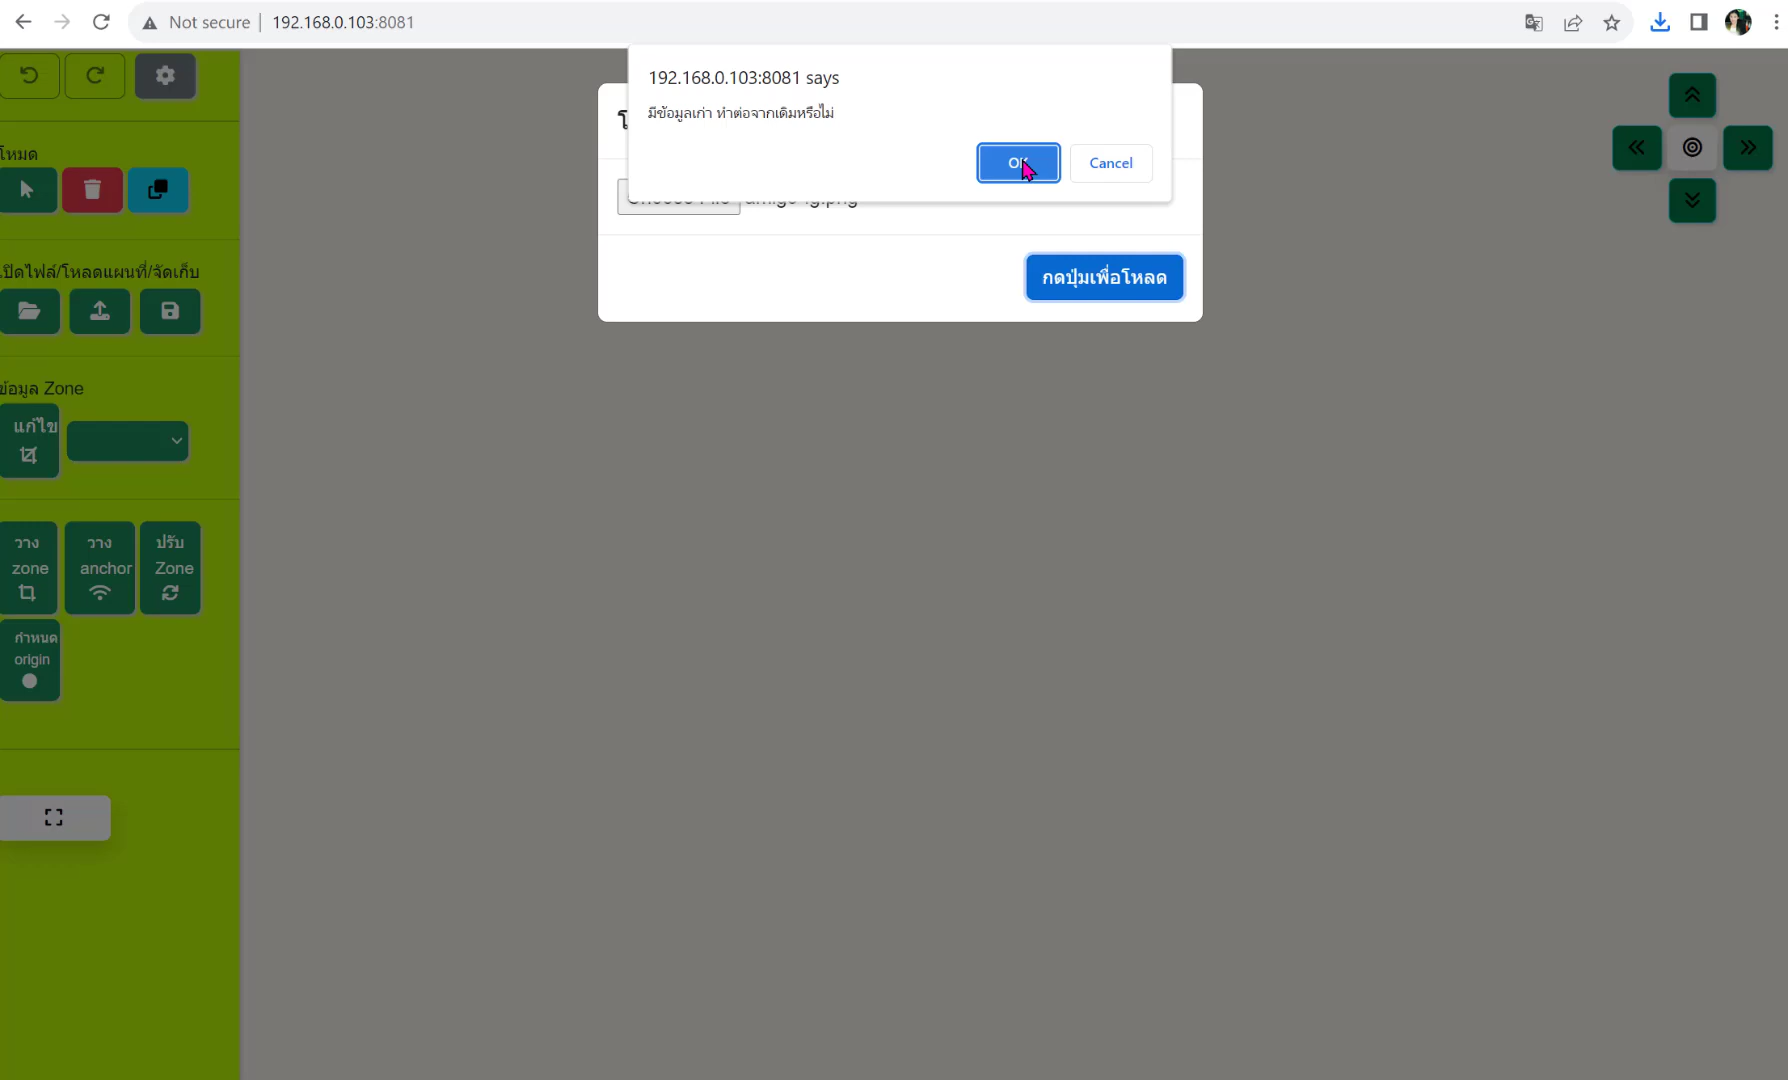 Not secure
192.168.0.103:8081
192.168.0.103:8081 says
มีข้อมูลเก่า ทำต่อจากเดิมหรือไม่
OK
Cancel
กดปุ่มเพื่อโหลด
โหมด
เปิดไฟล์/โหลดแผนที่/จัดเก็บ
ข้อมูล Zone
แก้ไข
วาง
zone
วาง
anchor
ปรับ
Zone
กำหนด
origin